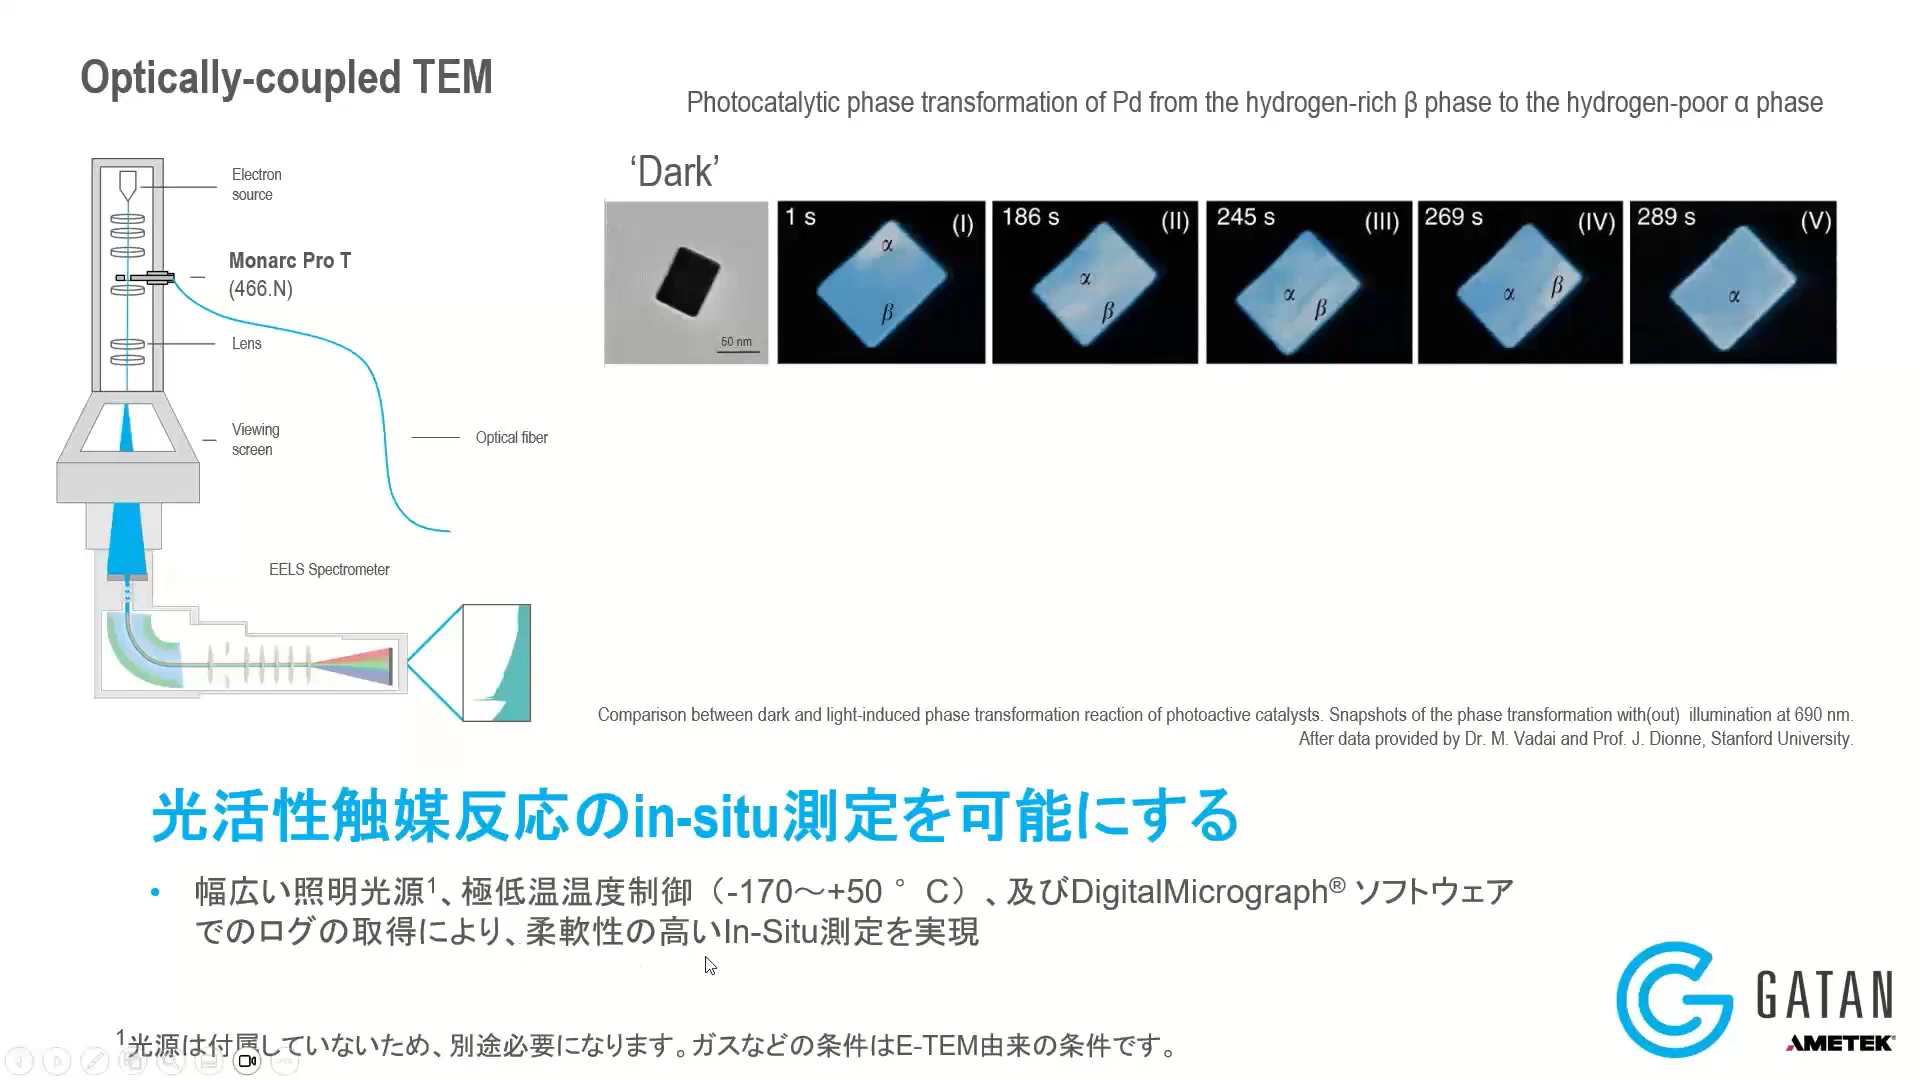 Optically-coupled TEM
Photocatalytic phase transformation of Pd from the hydrogen-rich β phase to the hydrogen-poor α phase
Electron
source
Monarc Pro T
(466.N)
Lens
Viewing
screen
Optical fiber
EELS Spectrometer
‘Dark’
50 nm
1 s (I)
α
β
186 s (II)
α
β
245 s (III)
α
β
269 s (IV)
α
β
289 s (V)
α
Comparison between dark and light-induced phase transformation reaction of photoactive catalysts. Snapshots of the phase transformation with(out) illumination at 690 nm.
After data provided by Dr. M. Vadai and Prof. J. Dionne, Stanford University.
光活性触媒反応のin-situ測定を可能にする
• 幅広い照明光源¹、極低温温度制御（-170～+50 ° C）、及びDigitalMicrograph® ソフトウェア
でのログの取得により、柔軟性の高いIn-Situ測定を実現
¹光源は付属していないため、別途必要になります。ガスなどの条件はE-TEM由来の条件です。
GATAN
AMETEK®